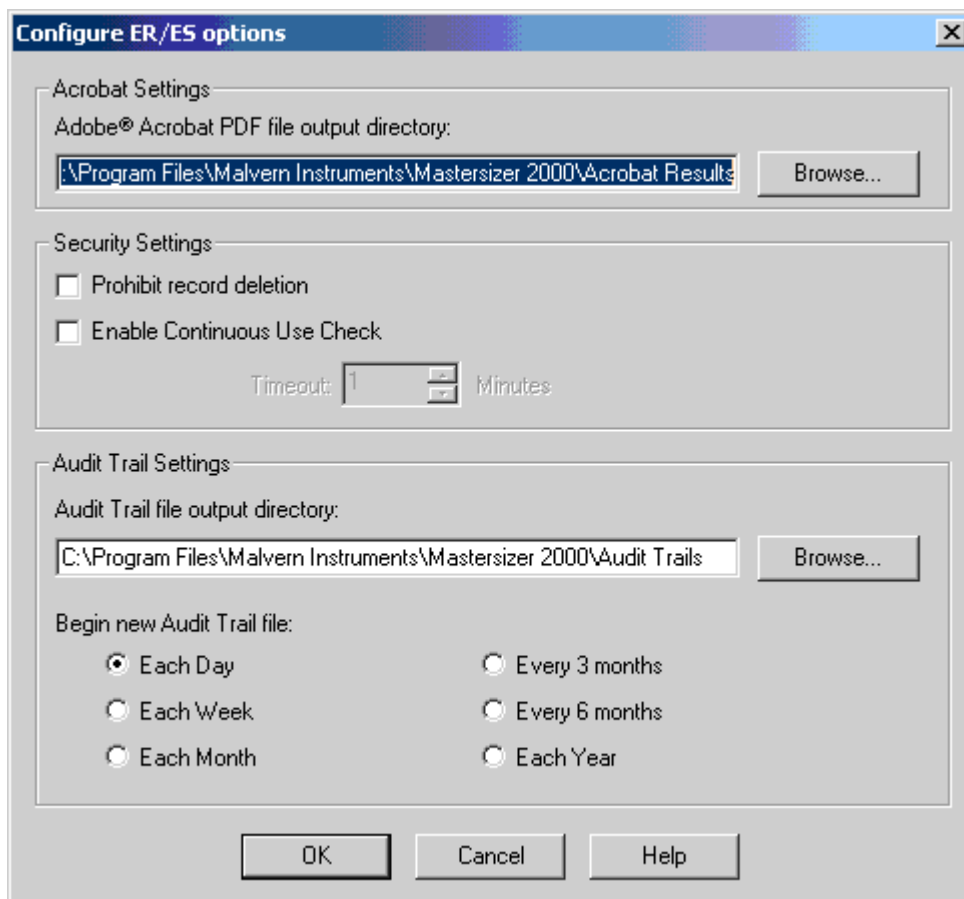 Configure ER/ES options
Acrobat Settings
Adobe® Acrobat PDF file output directory:
:\Program Files\Malvern Instruments\Mastersizer 2000\Acrobat Results
Browse...
Security Settings
Prohibit record deletion
Enable Continuous Use Check
Timeout: 1 Minutes
Audit Trail Settings
Audit Trail file output directory:
C:\Program Files\Malvern Instruments\Mastersizer 2000\Audit Trails
Browse...
Begin new Audit Trail file:
Each Day
Every 3 months
Each Week
Every 6 months
Each Month
Each Year
OK
Cancel
Help